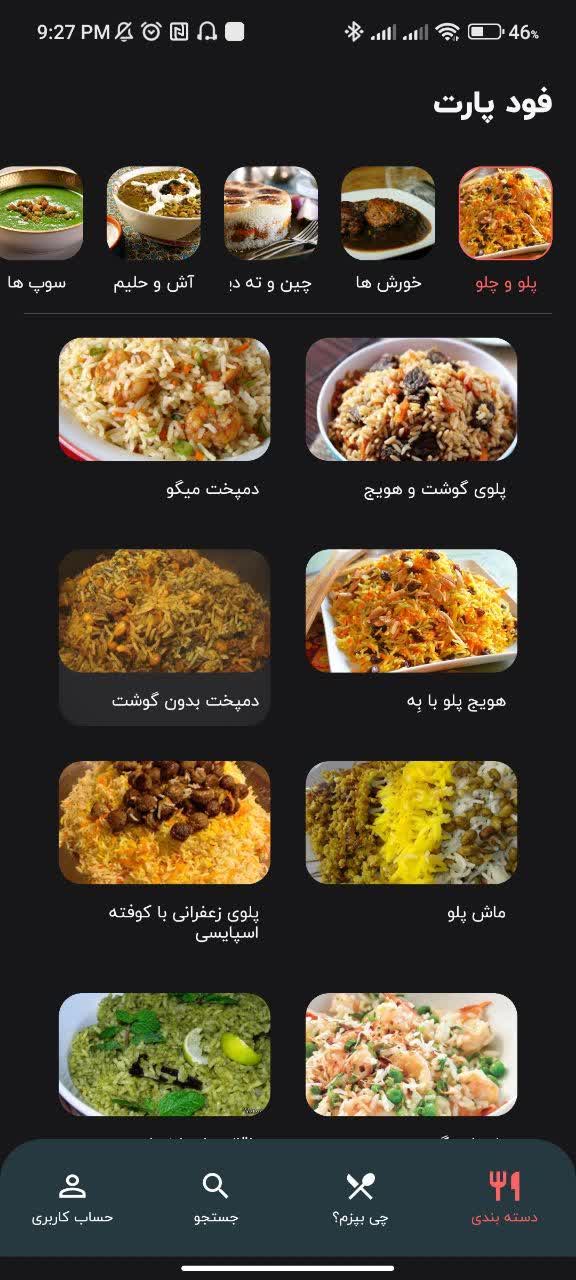 9:27 PM
46%
فود پارت
پلو و چلو
خورش ها
چین و ته دی
آش و حلیم
سوپ ها
پلوی گوشت و هویج
دمپخت میگو
هویج پلو با بِه
دمپخت بدون گوشت
ماش پلو
پلوی زعفرانی با کوفته
اسپایسی
دسته بندی
چی بپزم؟
جستجو
حساب کاربری